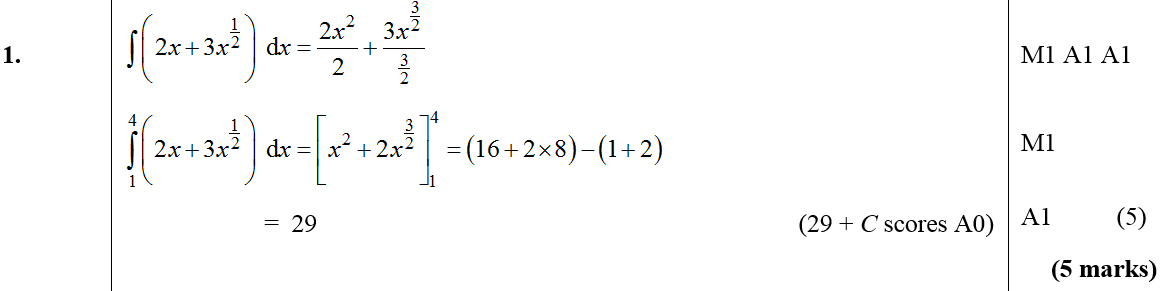 1. ∫(2x + 3x^(1/2)) dx = 2x²/2 + 3x^(3/2)/(3/2) M1 A1 A1
∫₁⁴(2x + 3x^(1/2)) dx = [x² + 2x^(3/2)]₁⁴ = (16 + 2×8) − (1 + 2) M1
= 29 (29 + C scores A0) A1 (5)
(5 marks)